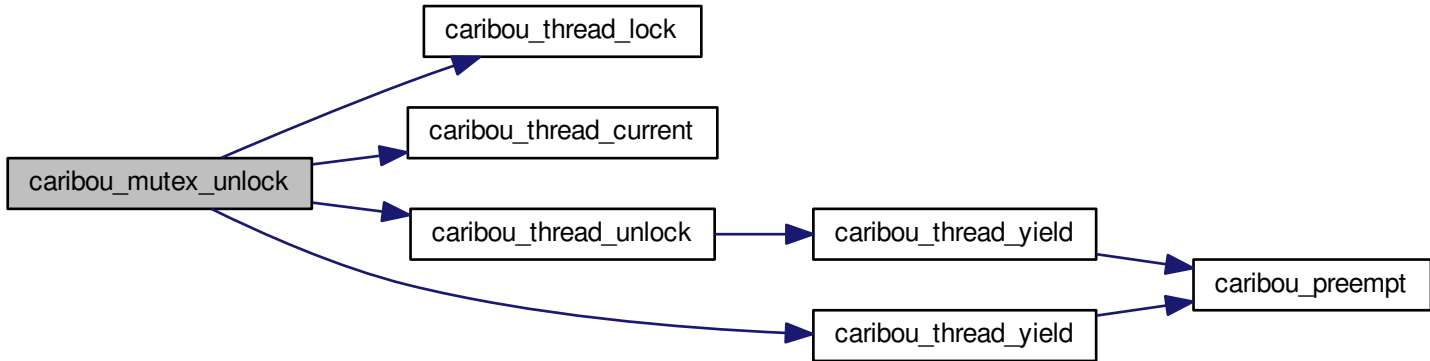 caribou_thread_lock
caribou_thread_current
caribou_mutex_unlock
caribou_thread_unlock
caribou_thread_yield
caribou_preempt
caribou_thread_yield